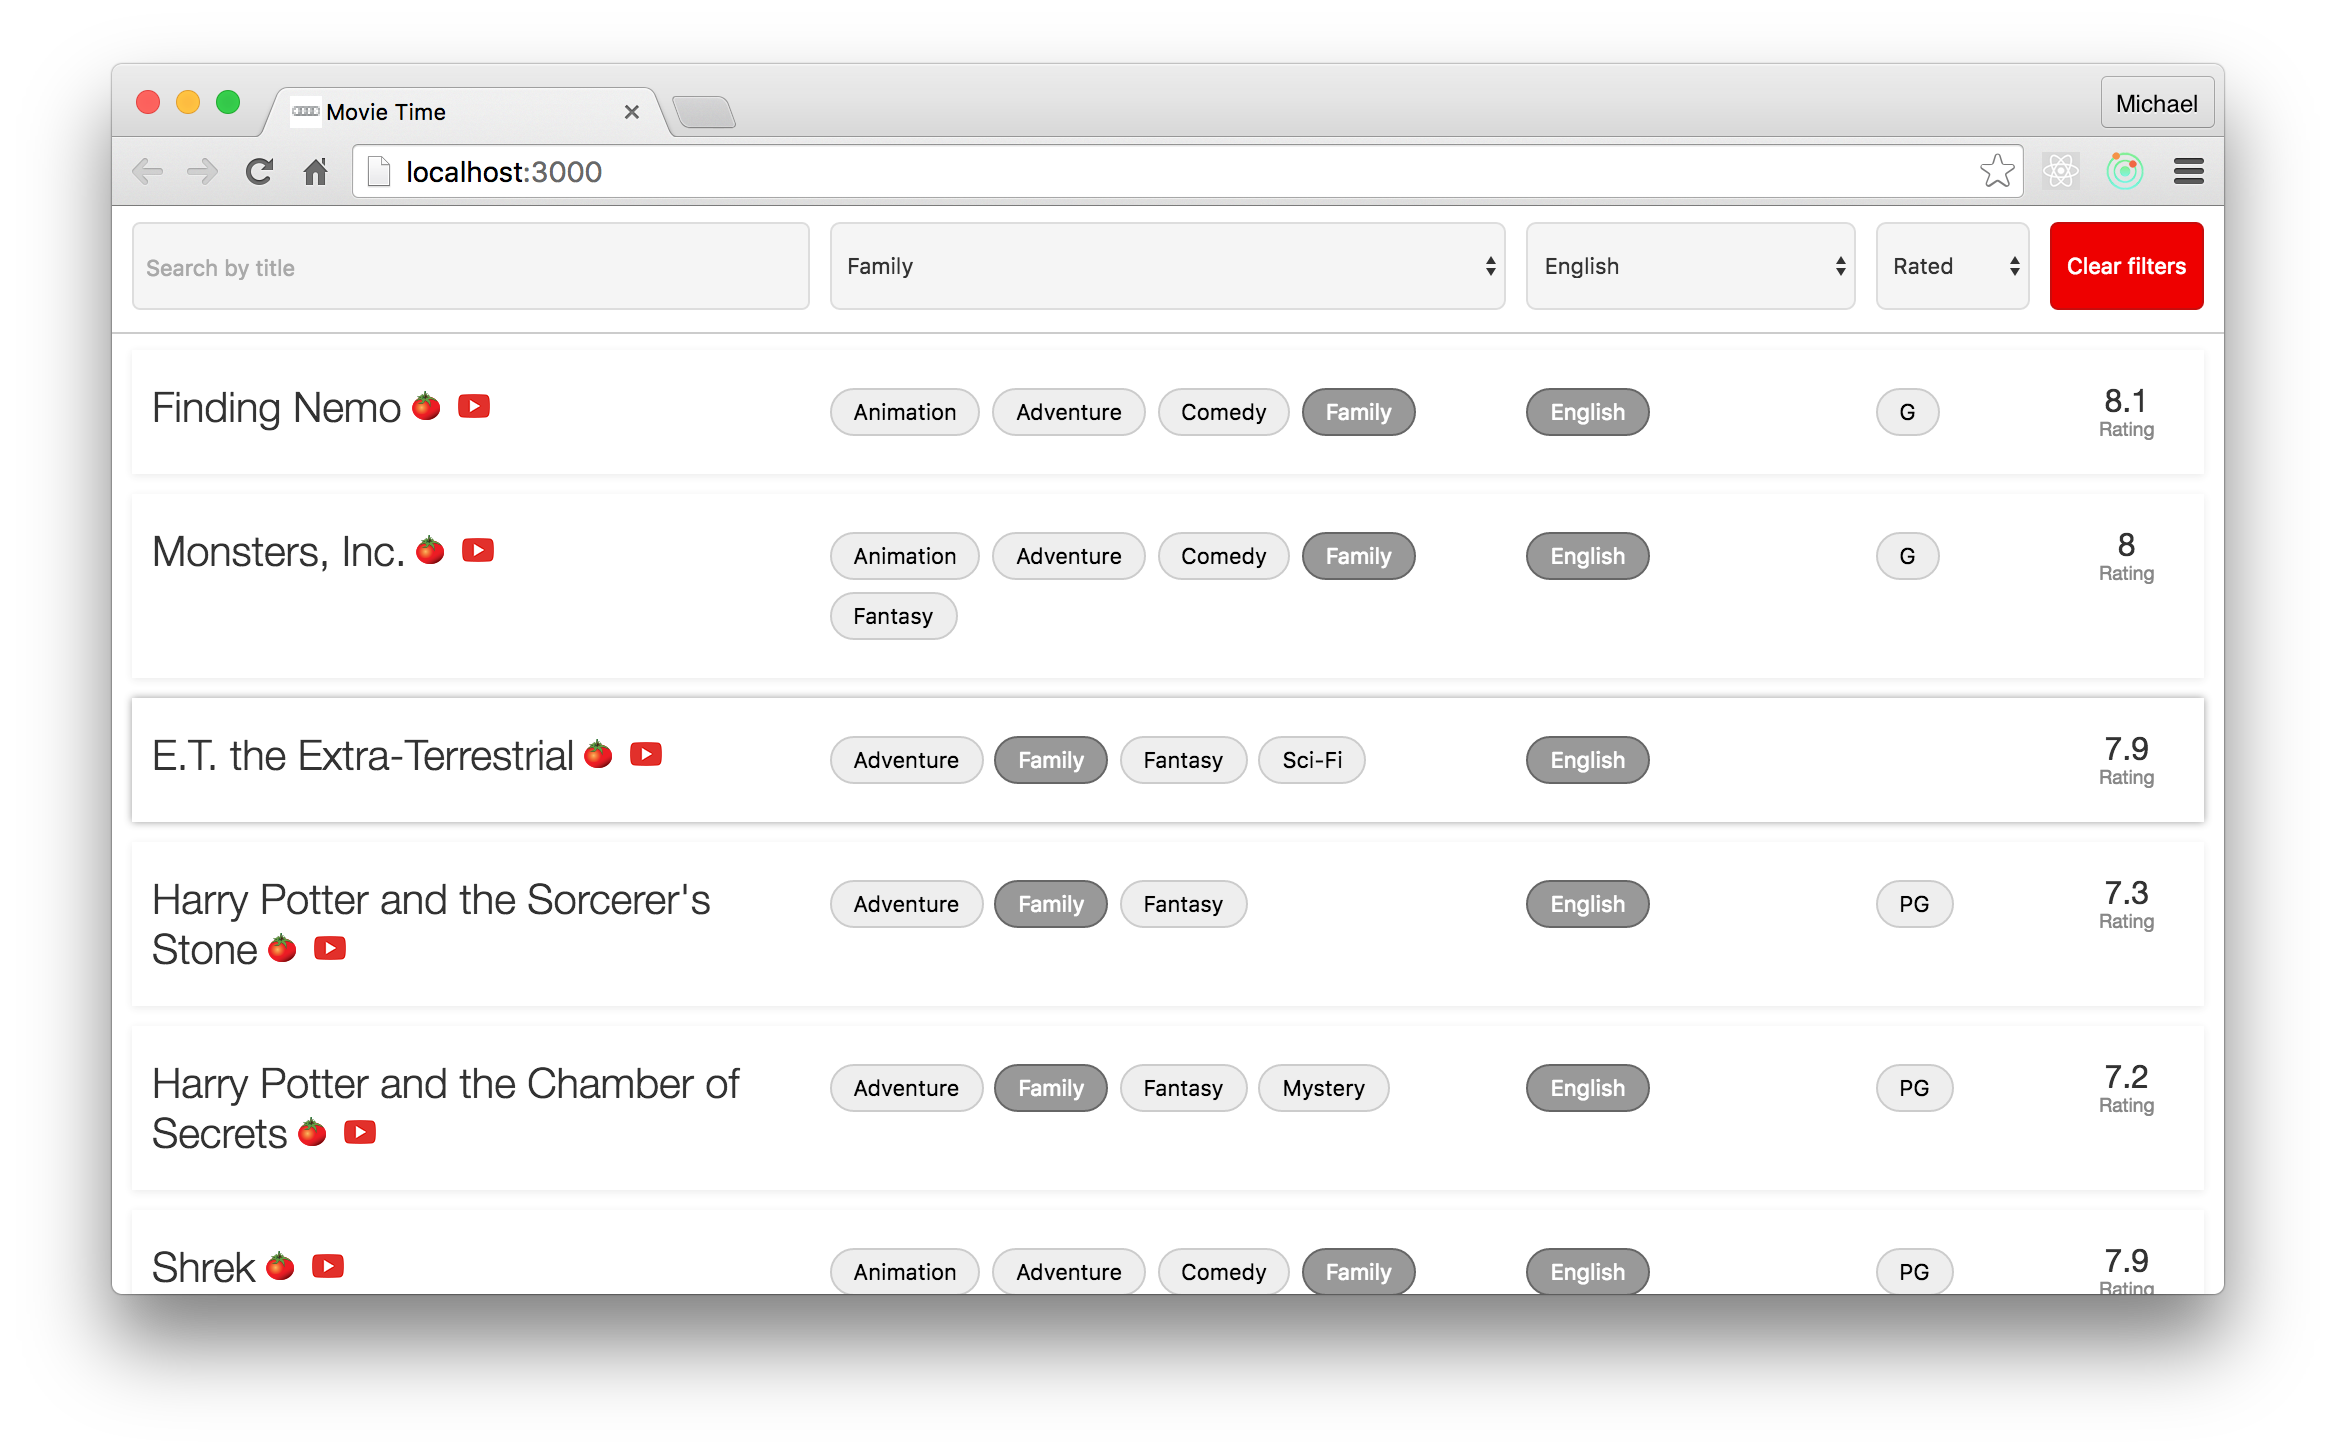 Movie Time
Michael
localhost:3000
Search by title
Family
English
Rated
Clear filters
Finding Nemo
Animation Adventure Comedy Family
English
G
8.1
Rating
Monsters, Inc.
Animation Adventure Comedy Family
Fantasy
English
G
8
Rating
E.T. the Extra-Terrestrial
Adventure Family Fantasy Sci-Fi
English
7.9
Rating
Harry Potter and the Sorcerer's
Stone
Adventure Family Fantasy
English
PG
7.3
Rating
Harry Potter and the Chamber of
Secrets
Adventure Family Fantasy Mystery
English
PG
7.2
Rating
Shrek
Animation Adventure Comedy Family
English
PG
7.9
Rating